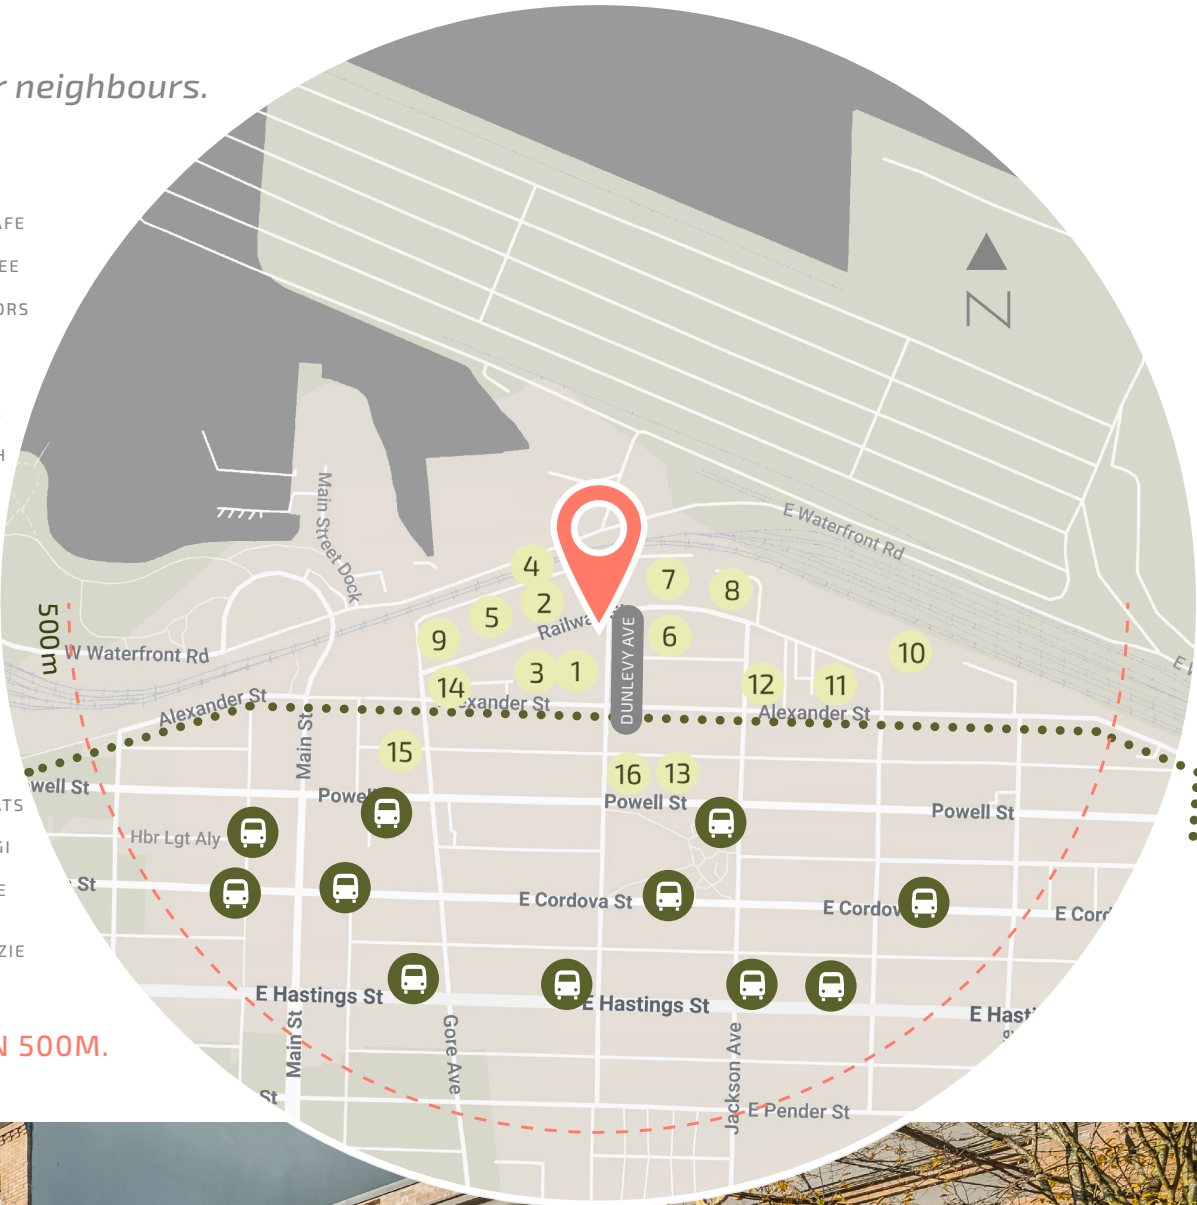 neighbours.
AFE
EE
ORS
H
ATS
GI
E
ZIE
N 500M.
N
500m
Main Street Dock
E Waterfront Rd
W Waterfront Rd
4
7
8
2
5
9
6
10
3
1
14
12
11
15
16
13
Railwa
DUNLEVY AVE
Alexander St
exander St
Alexander St
Main St
well St
Powel
Powell St
Powell St
Hbr Lgt Aly
St
E Cordova St
E Cordov
E Cord
E Hastings St
E Hastings St
E Hasti
Main St
Gore Ave
Jackson Ave
St
E Pender St